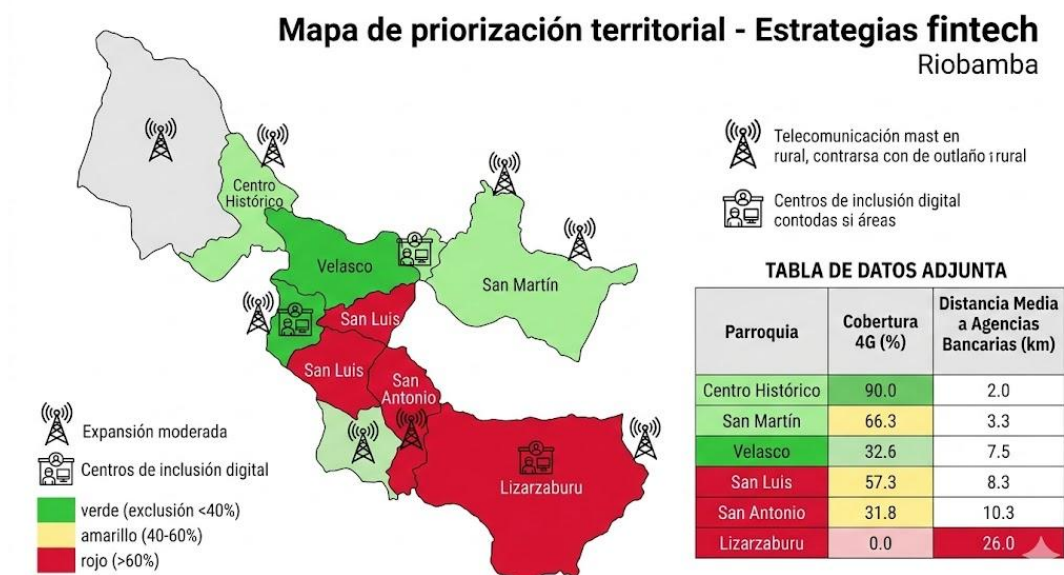 Mapa de priorización territorial - Estrategias fintech
Riobamba
Telecomunicación mast en
rural, contrarsa con de outlaño irural
Centros de inclusión digital
contodas si áreas
Centro
Histórico
Velasco
San Martín
San Luis
San Luis
San
Antonio
Lizarzaburu
Expansión moderada
Centros de inclusión digital
verde (exclusión <40%)
amarillo (40-60%)
rojo (>60%)
TABLA DE DATOS ADJUNTA
Parroquia Cobertura 4G (%) Distancia Media a Agencias Bancarias (km)
Centro Histórico 90.0 2.0
San Martín 66.3 3.3
Velasco 32.6 7.5
San Luis 57.3 8.3
San Antonio 31.8 10.3
Lizarzaburu 0.0 26.0